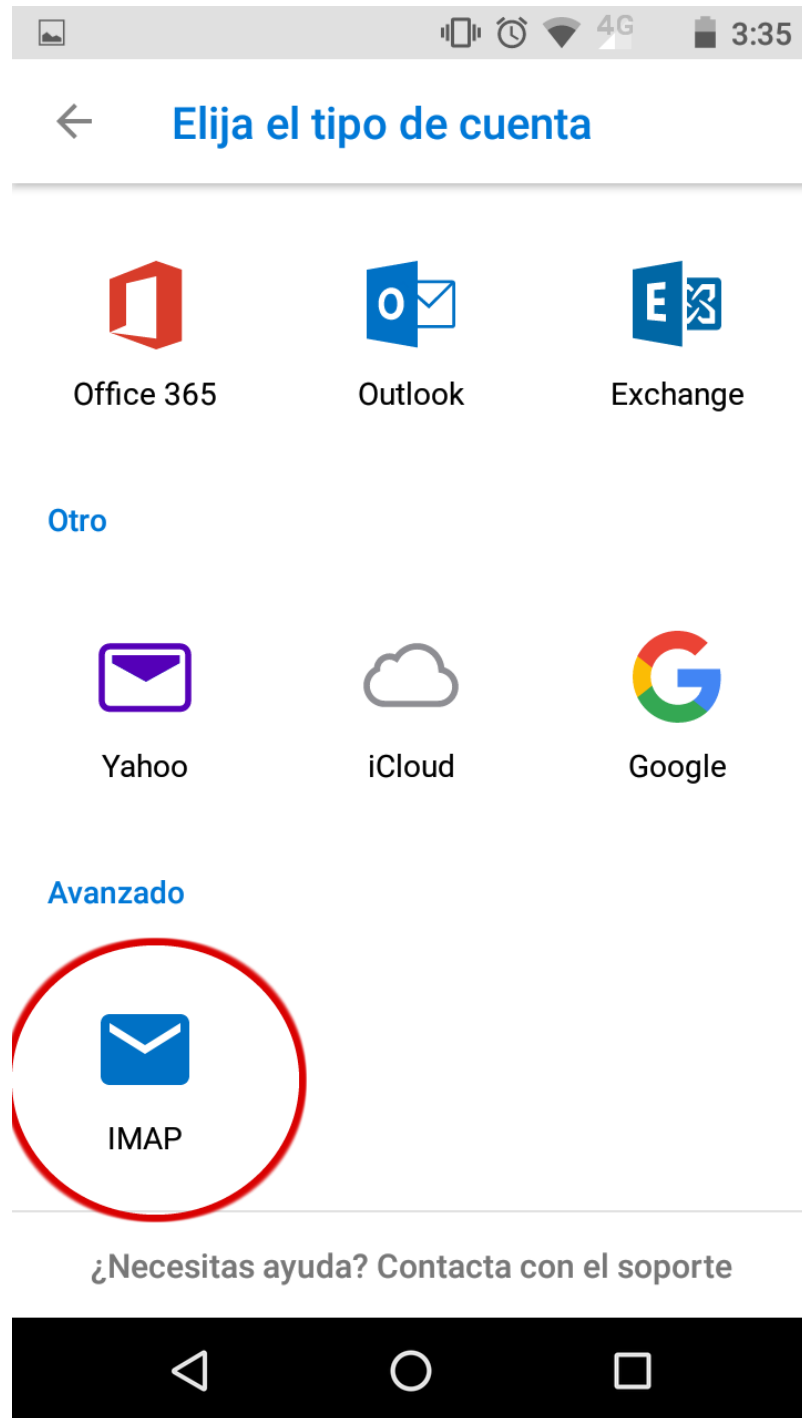 4G 3:35
Elija el tipo de cuenta
Office 365 Outlook Exchange
Otro
Yahoo iCloud Google
Avanzado
IMAP
¿Necesitas ayuda? Contacta con el soporte